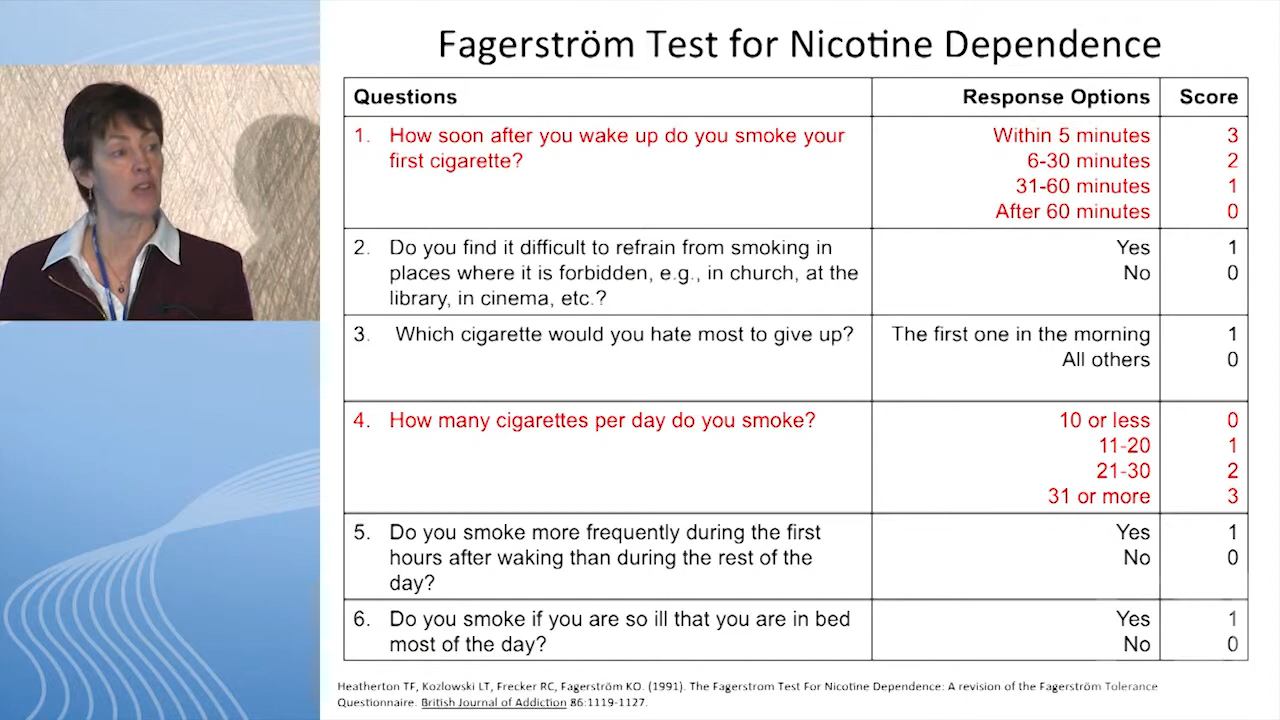 Fagerström Test for Nicotine Dependence
Questions Response Options Score
1. How soon after you wake up do you smoke your
first cigarette?
Within 5 minutes 3
6-30 minutes 2
31-60 minutes 1
After 60 minutes 0
2. Do you find it difficult to refrain from smoking in
places where it is forbidden, e.g., in church, at the
library, in cinema, etc.?
Yes 1
No 0
3. Which cigarette would you hate most to give up?
The first one in the morning 1
All others 0
4. How many cigarettes per day do you smoke?
10 or less 0
11-20 1
21-30 2
31 or more 3
5. Do you smoke more frequently during the first
hours after waking than during the rest of the
day?
Yes 1
No 0
6. Do you smoke if you are so ill that you are in bed
most of the day?
Yes 1
No 0
Heatherton TF, Kozlowski LT, Frecker RC, Fagerström KO. (1991). The Fagerstrom Test For Nicotine Dependence: A revision of the Fagerström Tolerance
Questionnaire. British Journal of Addiction 86:1119-1127.